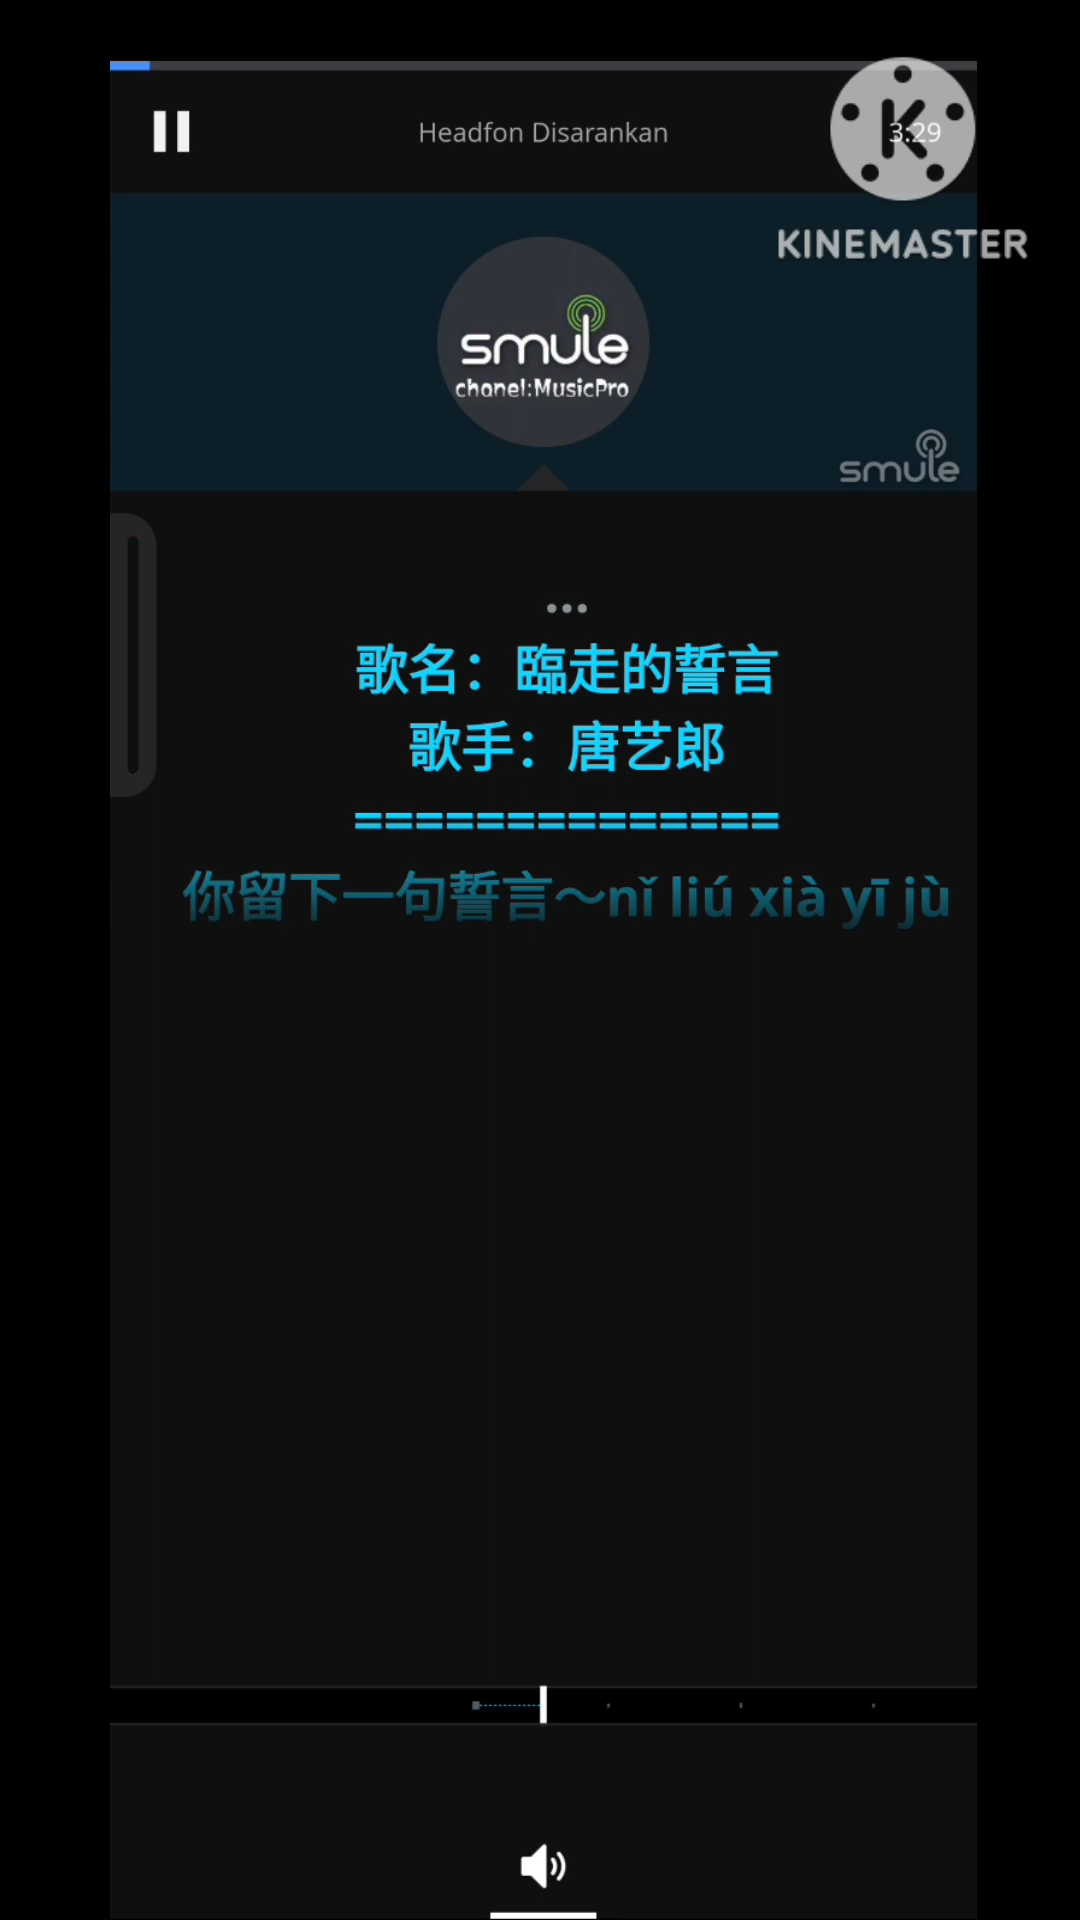 Headfon Disarankan
3:29
KINEMASTER
smule
chanel:MusicPro
smule
歌名：臨走的誓言
歌手：唐艺郎
==============
你留下一句誓言～nǐ liú xià yī jù